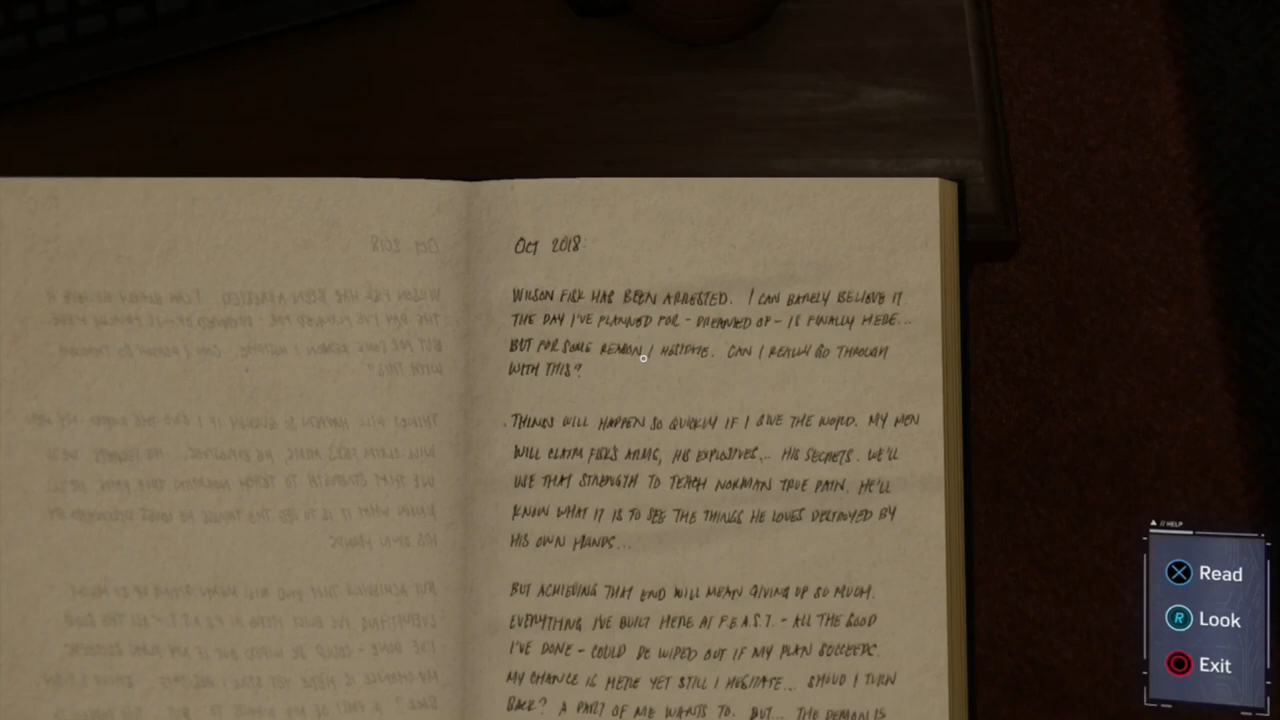 Oct 2018
WILSON FISK HAS BEEN ARRESTED. I CAN BARELY BELIEVE IT
THE DAY I'VE PLANNED FOR - DREAMED OF - IS FINALLY HERE...
BUT FOR SOME REASON I HESITATE. CAN I REALLY GO THROUGH
WITH THIS?
THINGS WILL HAPPEN SO QUICKLY IF I GIVE THE WORD. MY MEN
WILL CLAIM FISK'S ARMS, HIS EXPLOSIVES... HIS SECRETS. WE'LL
USE THAT STRENGTH TO TEACH NORMAN TRUE PAIN. HE'LL
KNOW WHAT IT IS TO SEE THE THINGS HE LOVES DESTROYED BY
HIS OWN HANDS...
BUT ACHIEVING THAT END WILL MEAN GIVING UP SO MUCH.
EVERYTHING I'VE BUILT HERE AT F.E.A.S.T. - ALL THE GOOD
I'VE DONE - COULD BE WIPED OUT IF MY PLAN SUCCEEDS.
MY CHANCE IS HERE YET STILL I HESITATE... SHOULD I TURN
BACK? A PART OF ME WANTS TO. BUT... THE DEMON IS
// HELP
Read
R Look
Exit